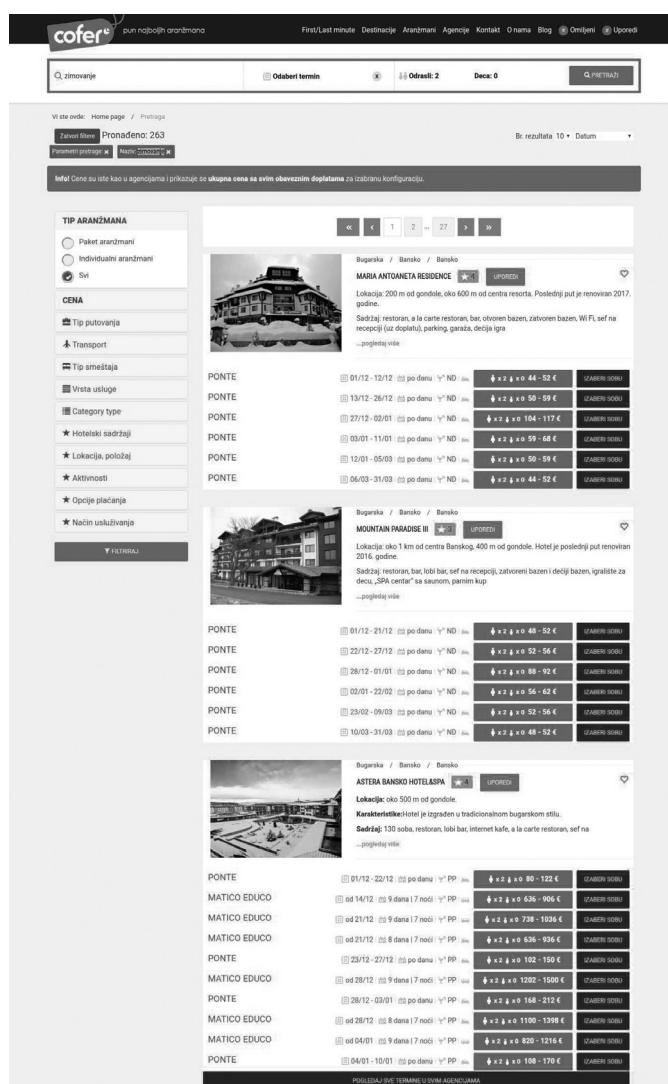 cofer
pun najboljih aranžmana
First/Last minute Destinacije Aranžmani Agencije Kontakt O nama Blog Omiljeni Uporedi
zimovanje
Odaberi termin
x
Odrasli: 2
Deca: 0
PRETRAŽI
Vi ste ovde: Home page / Pretraga
Zatvori filtere Pronađeno: 263
Br. rezultata 10 Datum
Parametri pretrage: x Naziv: zimovanje x
Info! Cene su iste kao u agencijama i prikazuje se ukupna cena sa svim obaveznim doplatama za izabranu konfiguraciju.
TIP ARANŽMANA
Paket aranžmani
Individualni aranžmani
Svi
CENA
Tip putovanja
Transport
Tip smeštaja
Vrsta usluge
Category type
Hotelski sadržaji
Lokacija, položaj
Aktivnosti
Opcije plaćanja
Način usluživanja
FILTRIRAJ
« ‹ 1 2 ... 27 › »
Bugarska / Bansko / Bansko
MARIA ANTOANETA RESIDENCE 4 UPOREDI
Lokacija: 200 m od gondole, oko 600 m od centra resorta. Poslednji put je renoviran 2017.
godine.
Sadržaj: restoran, a la carte restoran, bar, otvoren bazen, zatvoren bazen, Wi Fi, sef na
recepciji (uz doplatu), parking, garaža, dečija igra
...pogledaj više
PONTE 01/12 - 12/12 po danu ND x 2 x 0 44 - 52 € IZABERI SOBU
PONTE 13/12 - 26/12 po danu ND x 2 x 0 50 - 59 € IZABERI SOBU
PONTE 27/12 - 02/01 po danu ND x 2 x 0 104 - 117 € IZABERI SOBU
PONTE 03/01 - 11/01 po danu ND x 2 x 0 59 - 68 € IZABERI SOBU
PONTE 12/01 - 05/03 po danu ND x 2 x 0 50 - 59 € IZABERI SOBU
PONTE 06/03 - 31/03 po danu ND x 2 x 0 44 - 52 € IZABERI SOBU
Bugarska / Bansko / Bansko
MOUNTAIN PARADISE III 3 UPOREDI
Lokacija: oko 1 km od centra Banskog, 400 m od gondole. Hotel je poslednji put renoviran
2016. godine.
Sadržaj: restoran, bar, lobi bar, sef na recepciji, zatvoreni bazen i dečiji bazen, igralište za
decu, „SPA centar" sa saunom, parnim kup
...pogledaj više
PONTE 01/12 - 21/12 po danu ND x 2 x 0 48 - 52 € IZABERI SOBU
PONTE 22/12 - 27/12 po danu ND x 2 x 0 52 - 56 € IZABERI SOBU
PONTE 28/12 - 01/01 po danu ND x 2 x 0 88 - 92 € IZABERI SOBU
PONTE 02/01 - 22/02 po danu ND x 2 x 0 56 - 62 € IZABERI SOBU
PONTE 23/02 - 09/03 po danu ND x 2 x 0 52 - 56 € IZABERI SOBU
PONTE 10/03 - 31/03 po danu ND x 2 x 0 48 - 52 € IZABERI SOBU
Bugarska / Bansko / Bansko
ASTERA BANSKO HOTEL&SPA 4 UPOREDI
Lokacija: oko 500 m od gondole.
Karakteristike:Hotel je izgrađen u tradicionalnom bugarskom stilu.
Sadržaj: 130 soba, restoran, lobi bar, internet kafe, a la carte restoran, sef na
...pogledaj više
PONTE 01/12 - 22/12 po danu PP x 2 x 0 80 - 122 € IZABERI SOBU
MATICO EDUCO od 14/12 9 dana | 7 noći PP x 2 x 0 636 - 906 € IZABERI SOBU
MATICO EDUCO od 21/12 9 dana | 7 noći PP x 2 x 0 738 - 1036 € IZABERI SOBU
MATICO EDUCO od 21/12 8 dana | 7 noći PP x 2 x 0 636 - 936 € IZABERI SOBU
PONTE 23/12 - 27/12 po danu PP x 2 x 0 102 - 150 € IZABERI SOBU
MATICO EDUCO od 28/12 9 dana | 7 noći PP x 2 x 0 1202 - 1500 € IZABERI SOBU
PONTE 28/12 - 03/01 po danu PP x 2 x 0 168 - 212 € IZABERI SOBU
MATICO EDUCO od 28/12 8 dana | 7 noći PP x 2 x 0 1100 - 1398 € IZABERI SOBU
MATICO EDUCO od 04/01 9 dana | 7 noći PP x 2 x 0 820 - 1216 € IZABERI SOBU
PONTE 04/01 - 10/01 po danu PP x 2 x 0 108 - 170 € IZABERI SOBU
POGLEDAJ SVE TERMINE U SVIM AGENCIJAMA